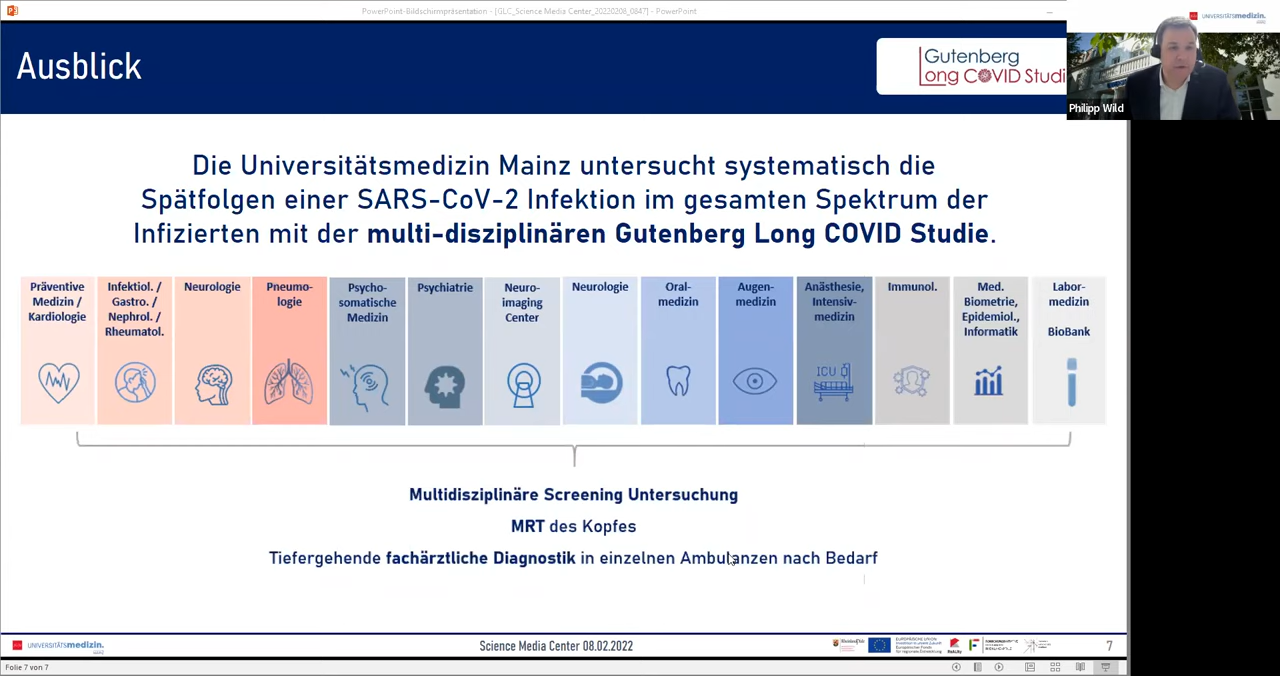 PowerPoint-Bildschirmpräsentation - [GLC_Science Media Center_20220208_0847] - PowerPoint
UNIVERSITÄTSmedizin.
Ausblick
Gutenberg
Long COVID Studi
Philipp Wild
Die Universitätsmedizin Mainz untersucht systematisch die
Spätfolgen einer SARS-CoV-2 Infektion im gesamten Spektrum der
Infizierten mit der multi-disziplinären Gutenberg Long COVID Studie.
Präventive
Medizin /
Kardiologie
Infektiol. /
Gastro. /
Nephrol. /
Rheumatol.
Neurologie
Pneumo-
logie
Psycho-
somatische
Medizin
Psychiatrie
Neuro-
imaging
Center
Neurologie
Oral-
medizin
Augen-
medizin
Anästhesie,
Intensiv-
medizin
ICU
Immunol.
Med.
Biometrie,
Epidemiol.,
Informatik
Labor-
medizin
BioBank
Multidisziplinäre Screening Untersuchung
MRT des Kopfes
Tiefergehende fachärztliche Diagnostik in einzelnen Ambulanzen nach Bedarf
UNIVERSITÄTSmedizin.
Science Media Center 08.02.2022
EUROPÄISCHE UNION
7
Folie 7 von 7